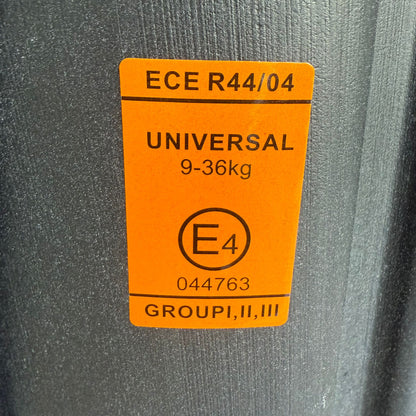 ECE R44/04
UNIVERSAL
9-36kg
E4
044763
GROUPI,II,III